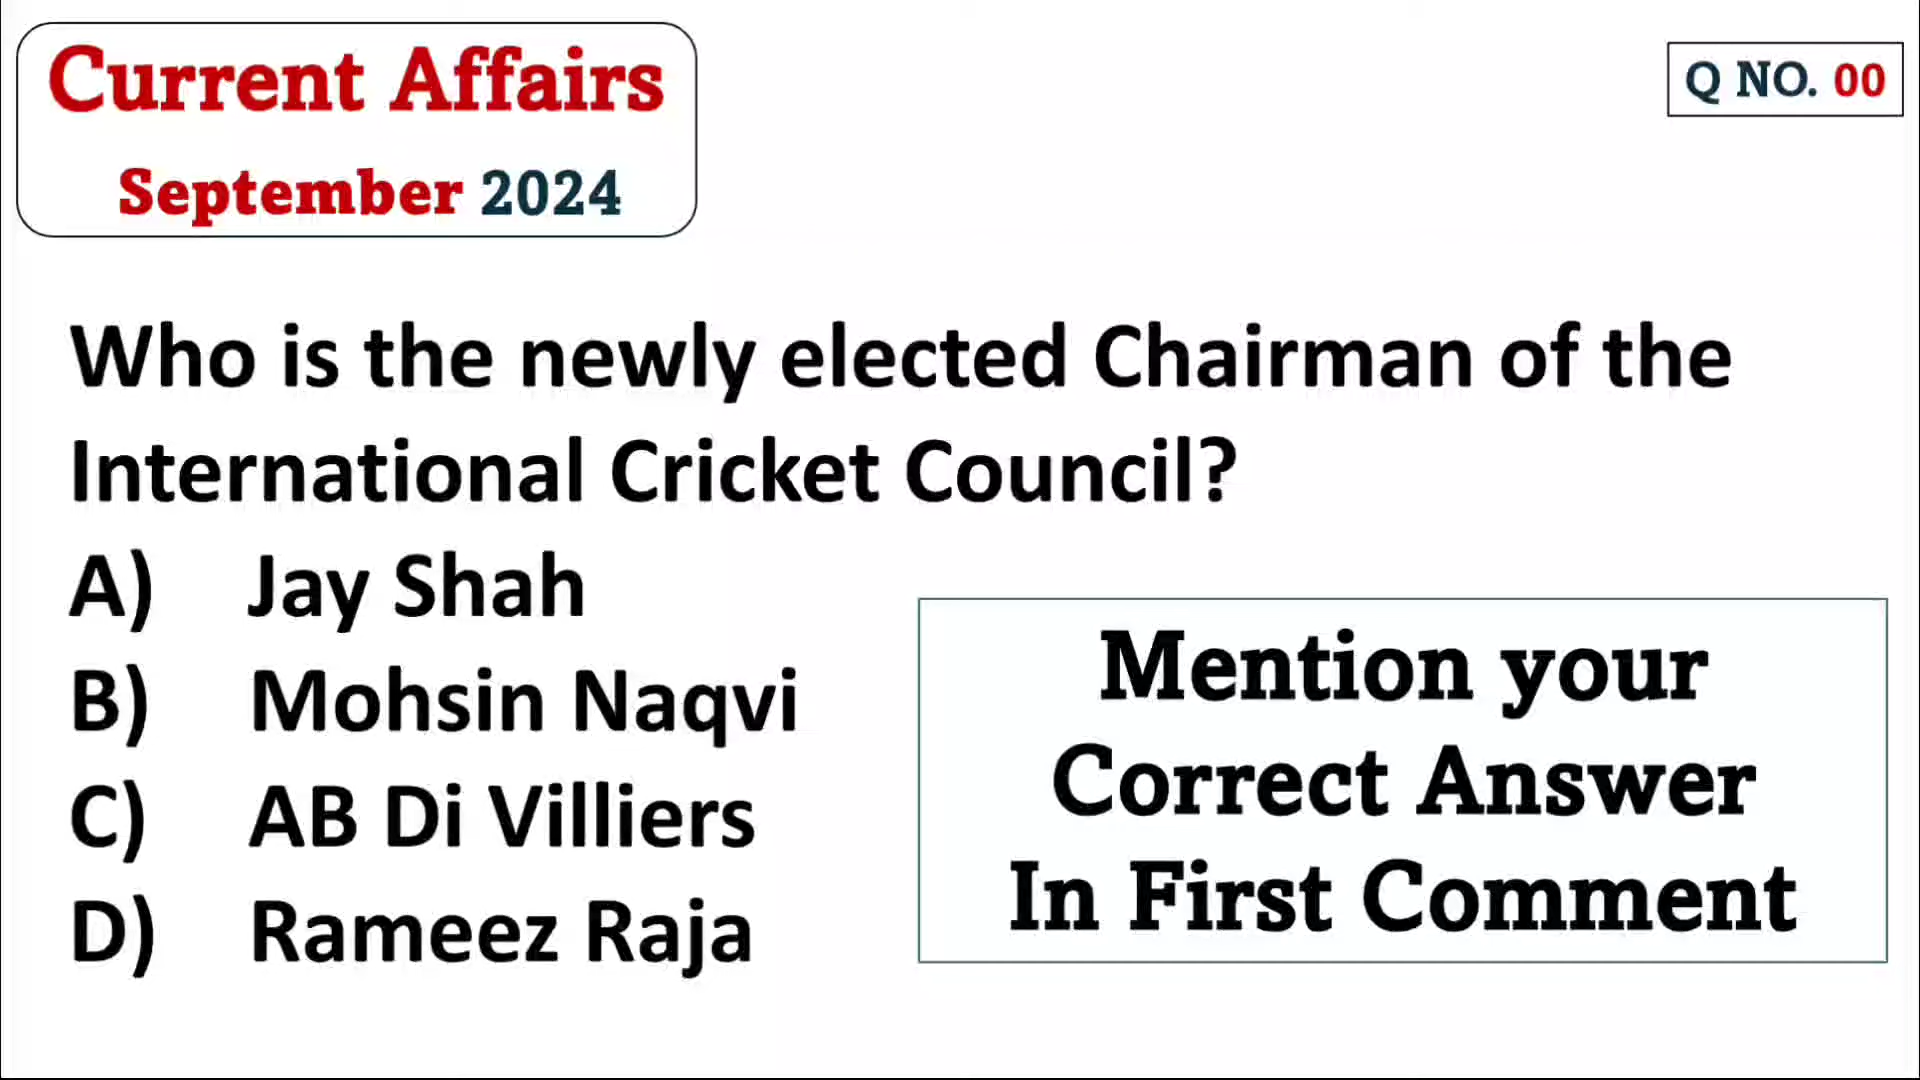 Current Affairs
September 2024
Q NO. 00
Who is the newly elected Chairman of the
International Cricket Council?
A) Jay Shah
B) Mohsin Naqvi
C) AB Di Villiers
D) Rameez Raja
Mention your
Correct Answer
In First Comment